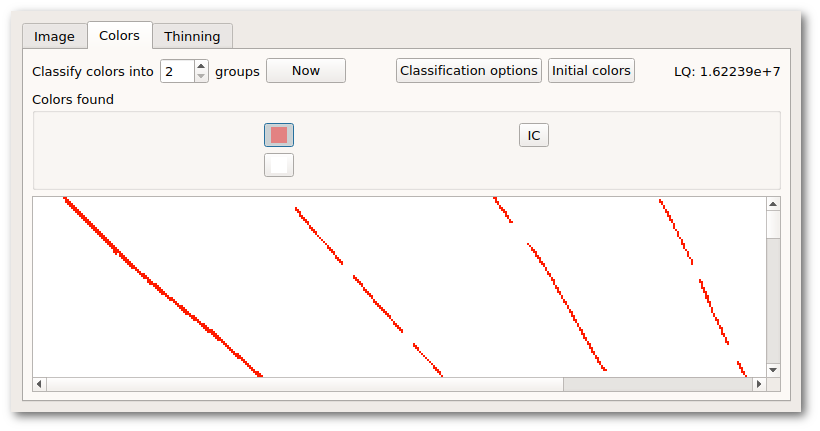 Image Colors Thinning
Classify colors into 2 groups Now Classification options Initial colors LQ: 1.62239e+7
Colors found
IC